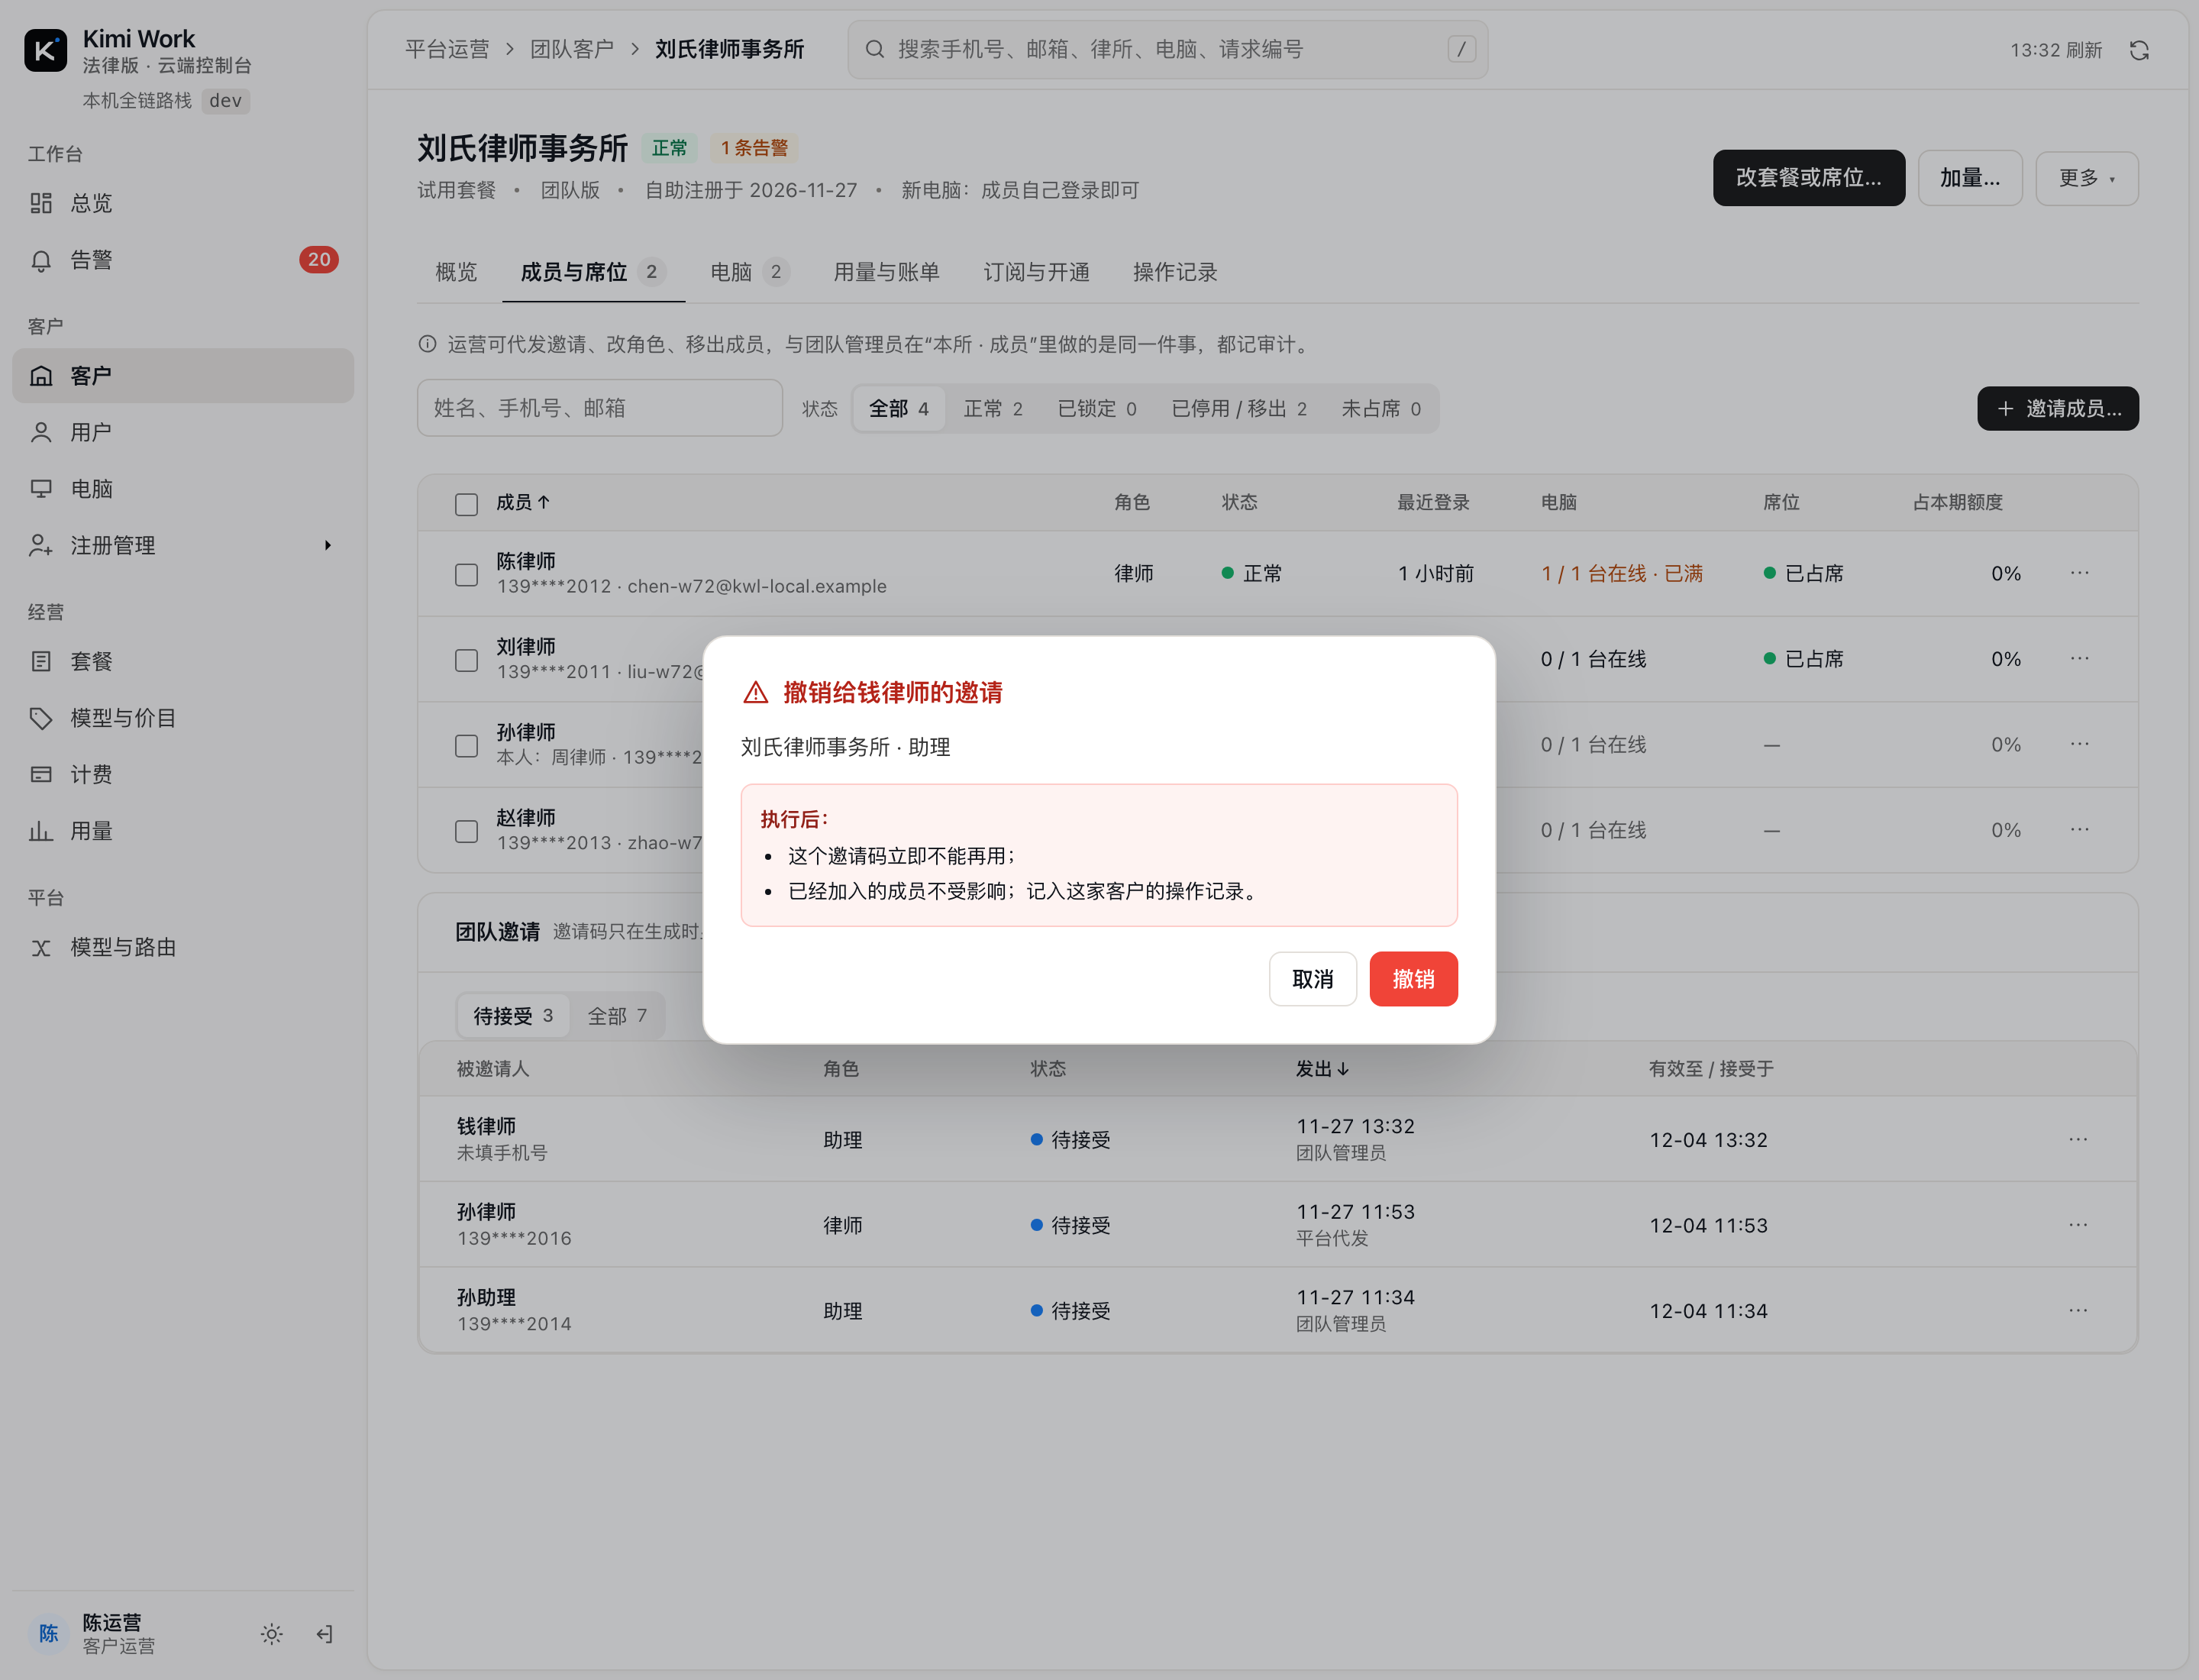 Kimi Work
法律版 · 云端控制台
本机全链路栈 dev
工作台
总览
告警 20
客户
客户
用户
电脑
注册管理
经营
套餐
模型与价目
计费
用量
平台
模型与路由
陈 陈运营
客户运营
平台运营 > 团队客户 > 刘氏律师事务所
搜索手机号、邮箱、律所、电脑、请求编号 /
13:32 刷新
刘氏律师事务所 正常 1 条告警
试用套餐 • 团队版 • 自助注册于 2026-11-27 • 新电脑：成员自己登录即可
改套餐或席位... 加量... 更多
概览 成员与席位 2 电脑 2 用量与账单 订阅与开通 操作记录
运营可代发邀请、改角色、移出成员，与团队管理员在“本所 · 成员”里做的是同一件事，都记审计。
姓名、手机号、邮箱 状态 全部 4 正常 2 已锁定 0 已停用 / 移出 2 未占席 0 + 邀请成员...
成员 ↑ 角色 状态 最近登录 电脑 席位 占本期额度
陈律师
139****2012 · chen-w72@kwl-local.example 律师 正常 1 小时前 1 / 1 台在线 · 已满 已占席 0% ···
刘律师
139****2011 · liu-w72@ 0 / 1 台在线 已占席 0% ···
孙律师
本人：周律师 · 139****2 0 / 1 台在线 — 0% ···
赵律师
139****2013 · zhao-w7 0 / 1 台在线 — 0% ···
撤销给钱律师的邀请
刘氏律师事务所 · 助理
执行后：
• 这个邀请码立即不能再用；
• 已经加入的成员不受影响；记入这家客户的操作记录。
取消 撤销
团队邀请 邀请码只在生成时
待接受 3 全部 7
被邀请人 角色 状态 发出 ↓ 有效至 / 接受于
钱律师
未填手机号 助理 待接受 11-27 13:32
团队管理员 12-04 13:32 ···
孙律师
139****2016 律师 待接受 11-27 11:53
平台代发 12-04 11:53 ···
孙助理
139****2014 助理 待接受 11-27 11:34
团队管理员 12-04 11:34 ···